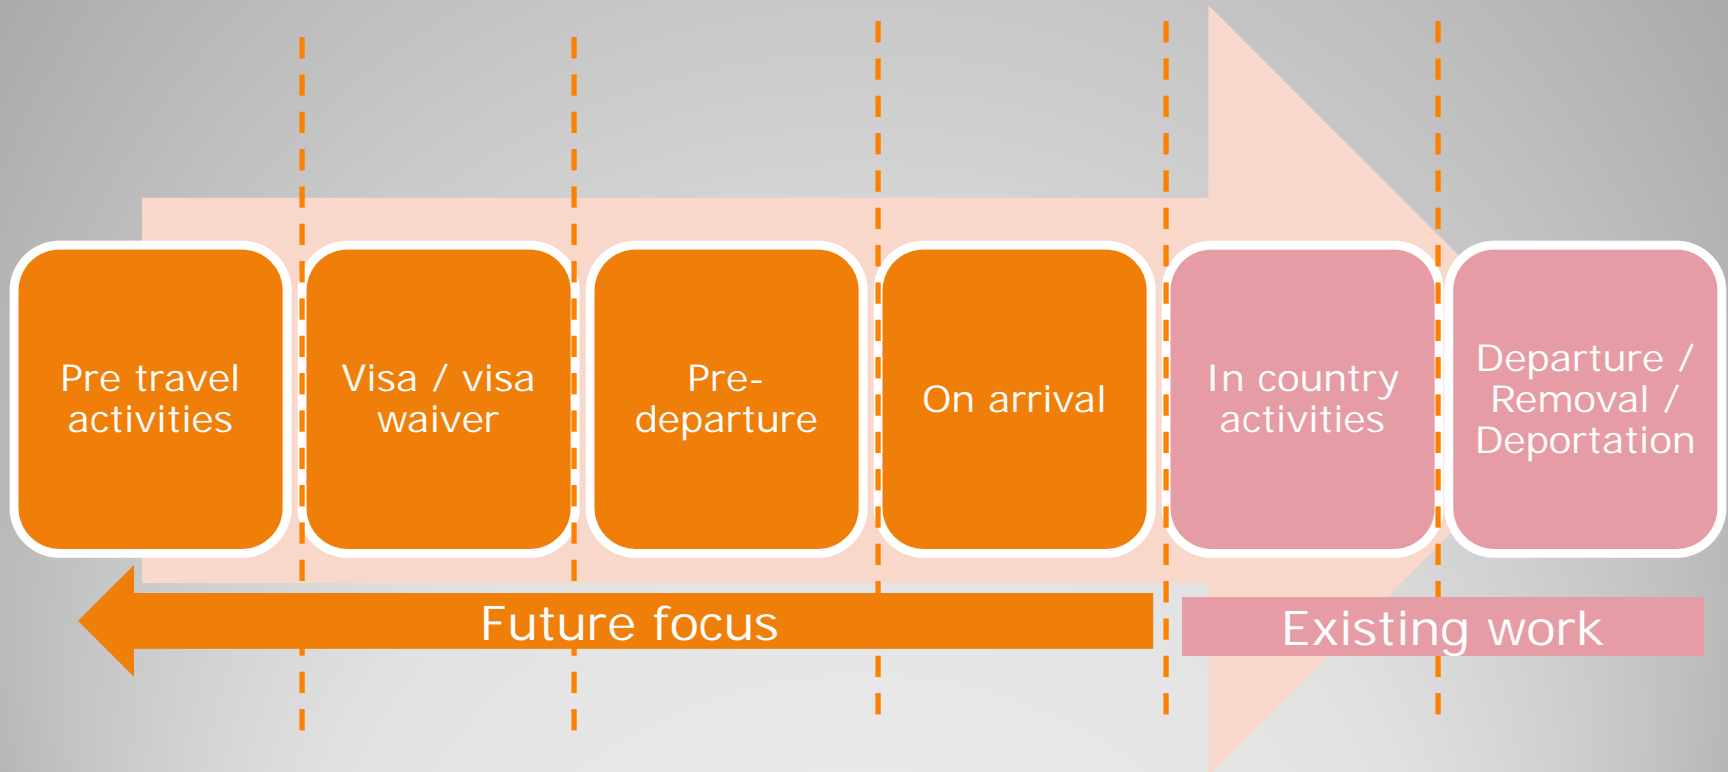 Pre travel
activities
Visa / visa
waiver
Pre-
departure
On arrival
In country
activities
Departure /
Removal /
Deportation
Future focus
Existing work